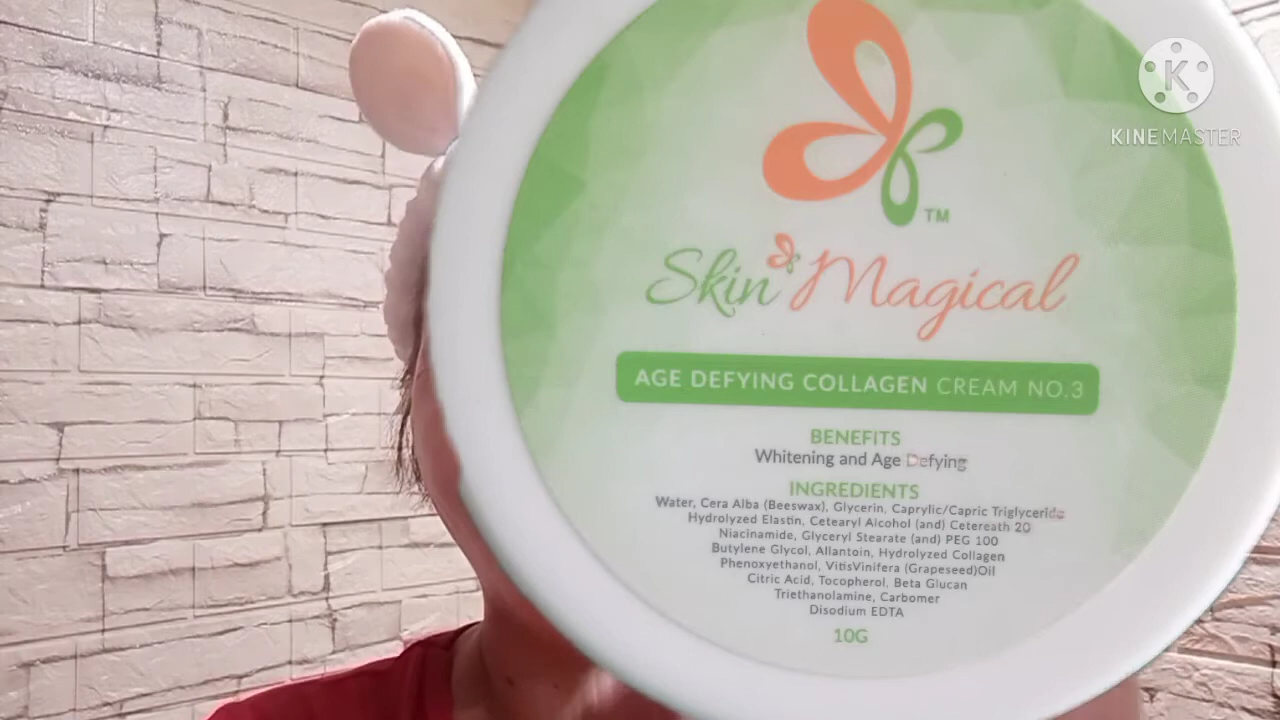 K
KINEMASTER
TM
Skin Magical
AGE DEFYING COLLAGEN CREAM NO.3
BENEFITS
Whitening and Age Defying
INGREDIENTS
Water, Cera Alba (Beeswax), Glycerin, Caprylic/Capric Triglyceride
Hydrolyzed Elastin, Cetearyl Alcohol (and) Cetereath 20
Niacinamide, Glyceryl Stearate (and) PEG 100
Butylene Glycol, Allantoin, Hydrolyzed Collagen
Phenoxyethanol, VitisVinifera (Grapeseed)Oil
Citric Acid, Tocopherol, Beta Glucan
Triethanolamine, Carbomer
Disodium EDTA
10G